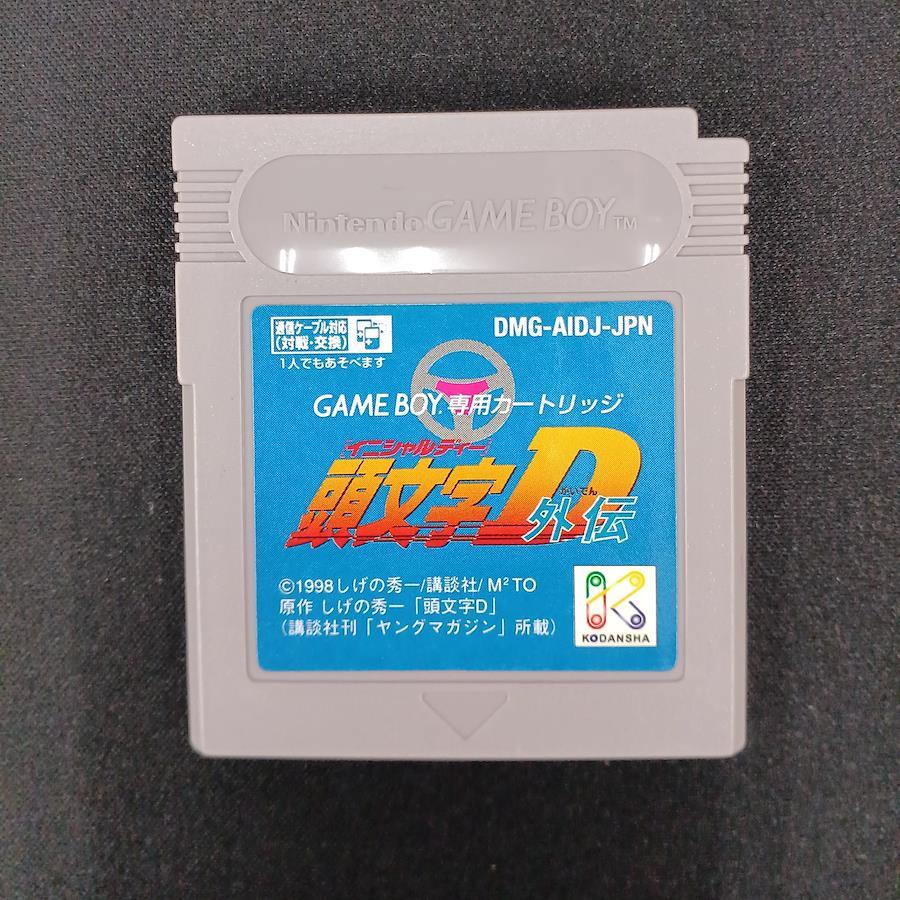 Nintendo GAME BOY TM
通信ケーブル対応
(対戦・交換)
1人でもあそべます
DMG-AIDJ-JPN
GAME BOY 専用カートリッジ
イニシャルディー
頭文字D
がいでん
外伝
©1998しげの秀一/講談社/ M²TO
原作 しげの秀一「頭文字D」
(講談社刊「ヤングマガジン」所載)
KODANSHA